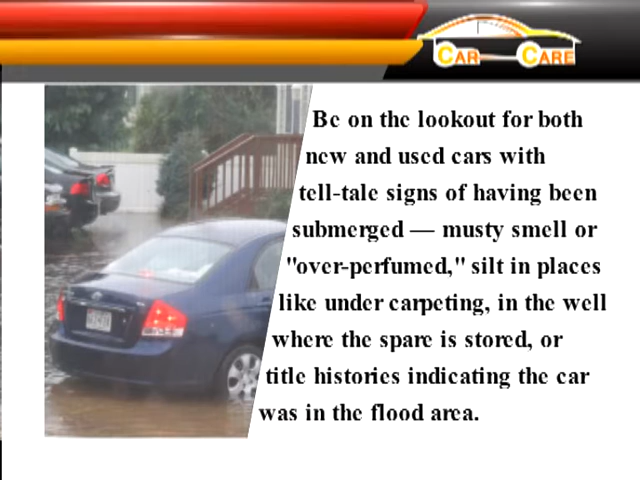 CAR CARE
Be on the lookout for both
new and used cars with
tell-tale signs of having been
submerged — musty smell or
"over-perfumed," silt in places
like under carpeting, in the well
where the spare is stored, or
title histories indicating the car
was in the flood area.